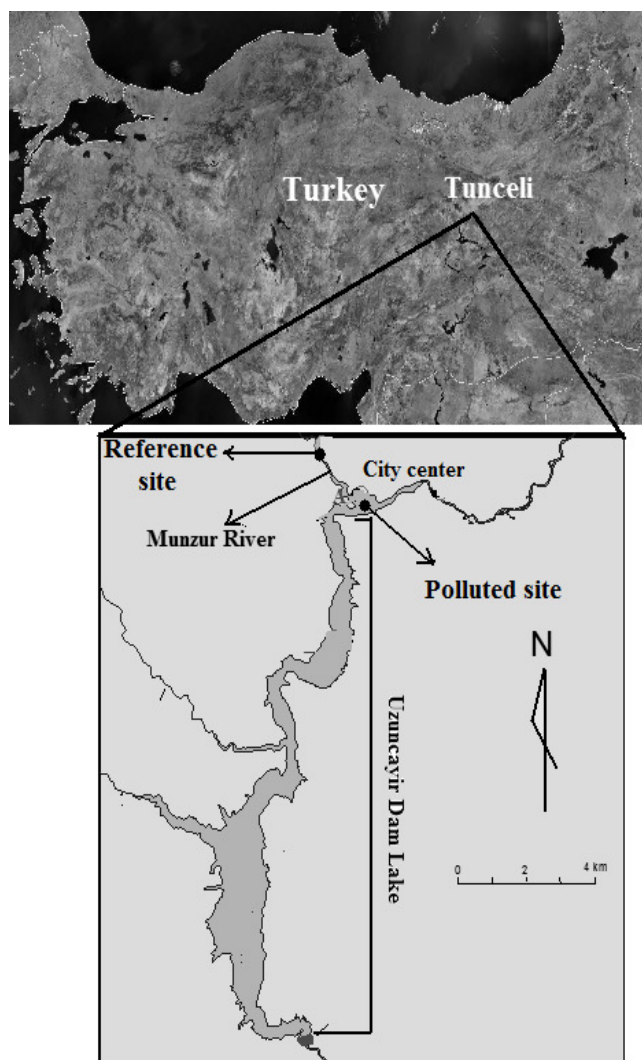 Turkey
Tunceli
Reference
site
City center
Munzur River
Polluted site
N
Uzuncayir Dam Lake
0 2 4 km